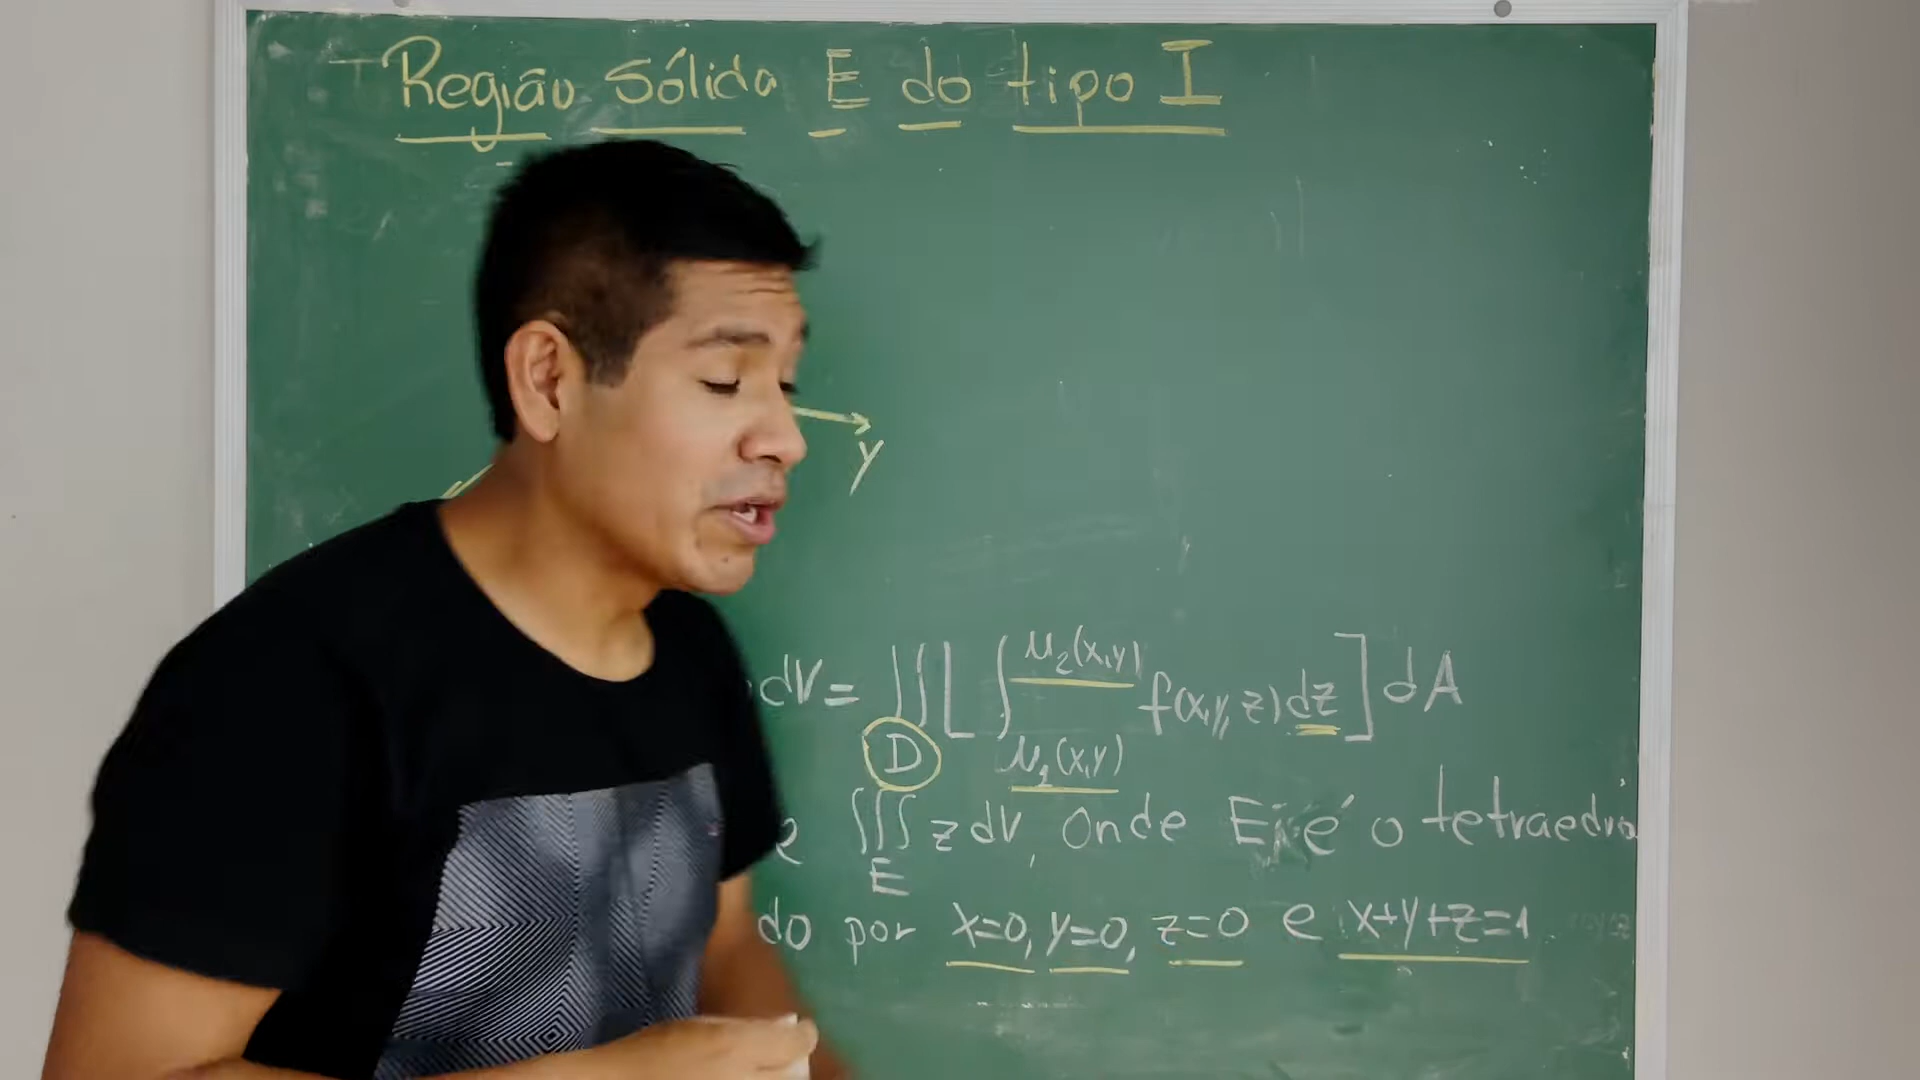 Região Sólida E do tipo I
y
dV = ∬ [ ∫ u₂(x,y) f(x,y,z) dz ] dA
D u₁(x,y)
e ∭ z dV, Onde E é o tetraedro
E
do por x=0, y=0, z=0 e x+y+z=1